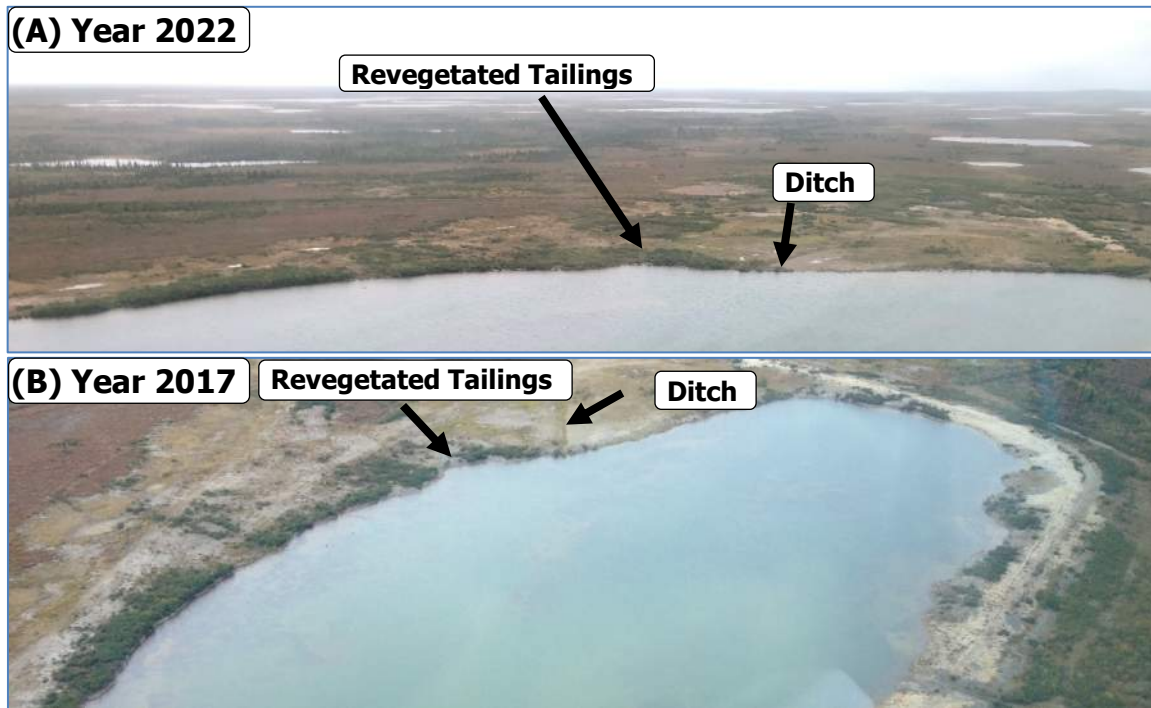 (A) Year 2022
Revegetated Tailings
Ditch
(B) Year 2017
Revegetated Tailings
Ditch